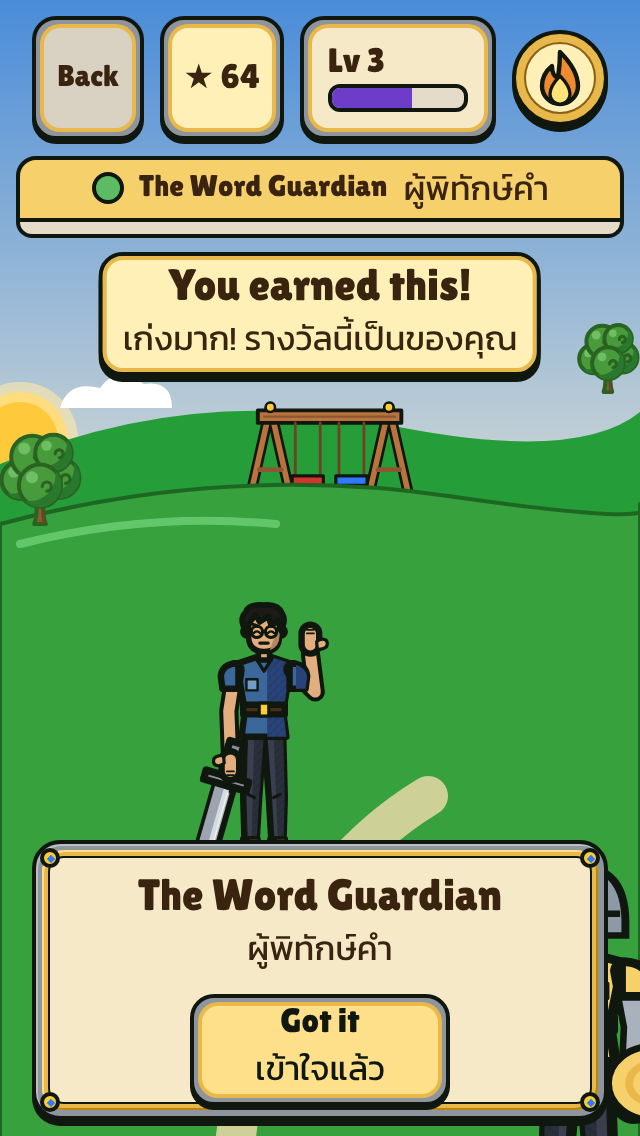 Back
★ 64
Lv 3
The Word Guardian ผู้พิทักษ์คำ
You earned this!
เก่งมาก! รางวัลนี้เป็นของคุณ
The Word Guardian
ผู้พิทักษ์คำ
Got it
เข้าใจแล้ว